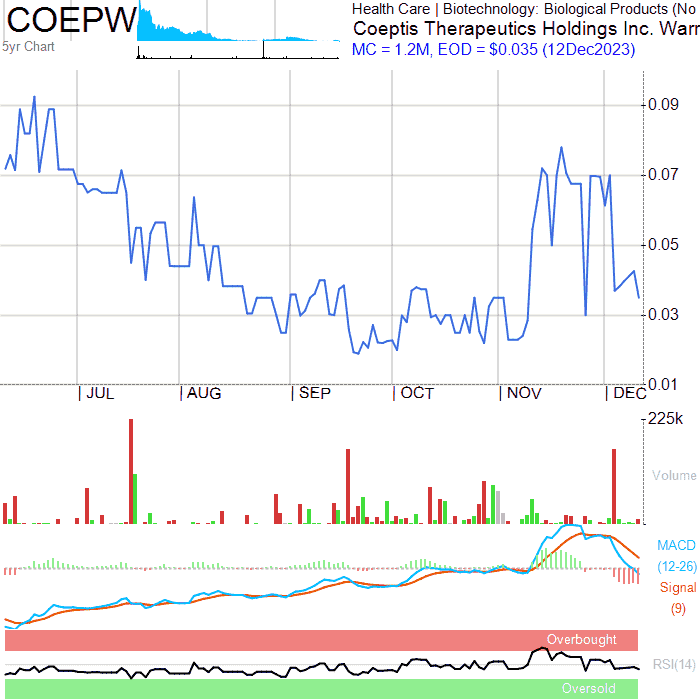 COEPW
Health Care | Biotechnology: Biological Products (No
Coeptis Therapeutics Holdings Inc. Warr
5yr Chart
MC = 1.2M, EOD = $0.035 (12Dec2023)
0.09
0.07
0.05
0.03
0.01
JUL AUG SEP OCT NOV DEC
225k
Volume
MACD
(12-26)
Signal
(9)
Overbought
RSI(14)
Oversold